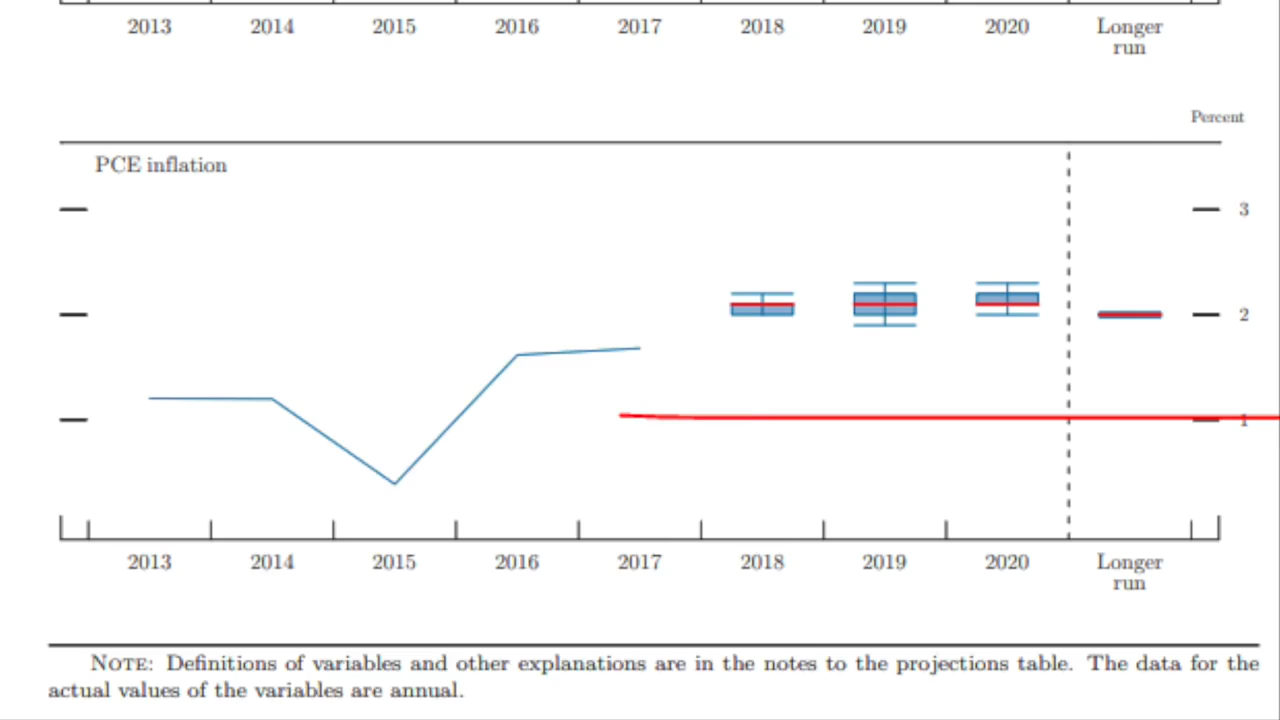 2013 2014 2015 2016 2017 2018 2019 2020 Longer
run
Percent
PCE inflation
3
2
1
2013 2014 2015 2016 2017 2018 2019 2020 Longer
run
NOTE: Definitions of variables and other explanations are in the notes to the projections table. The data for the
actual values of the variables are annual.